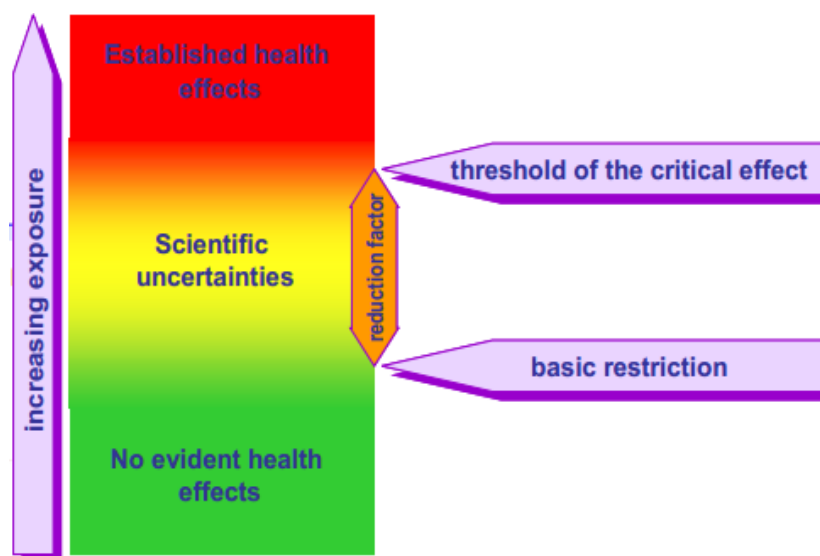 Established health
effects
threshold of the critical effect
increasing exposure
Scientific
uncertainties
reduction factor
basic restriction
No evident health
effects